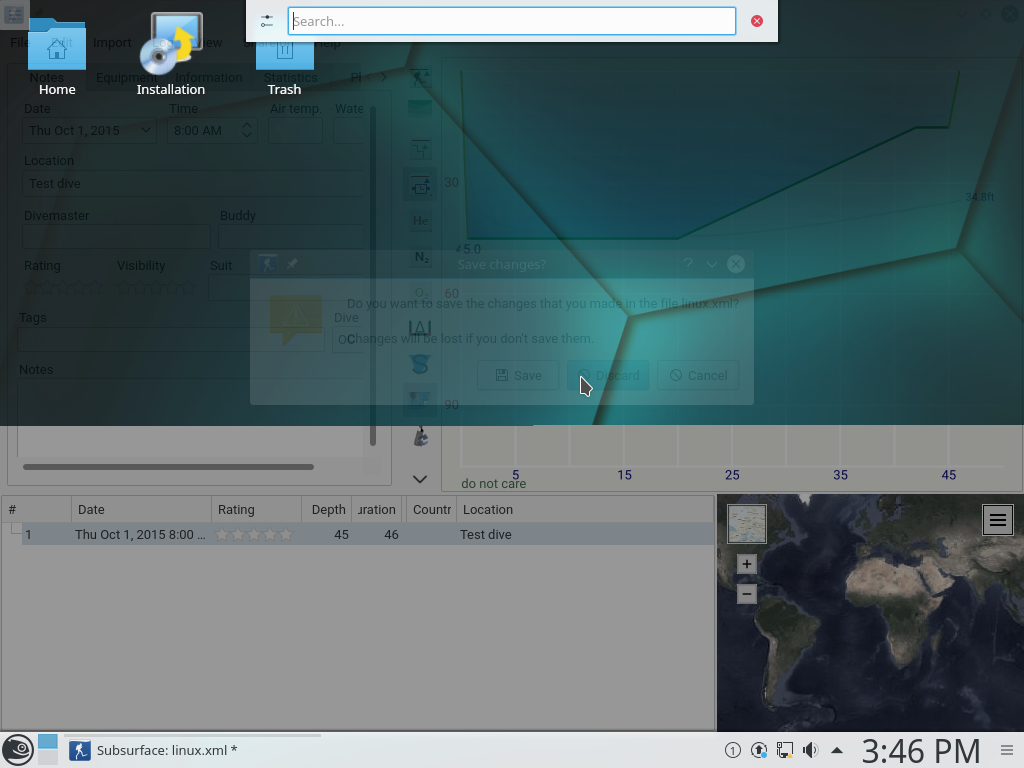 Search...
File Edit Import View Help
Home
Installation
Trash
Notes Equipment Information Statistics
Date Time Air temp. Wate
Thu Oct 1, 2015 8:00 AM
Location
Test dive
Divemaster Buddy
Rating Visibility Suit
Tags
Dive
OC
Notes
He
N₂
O₂
30
34.8ft
45.0
60
90
Save changes?
Do you want to save the changes that you made in the file linux.xml?
Changes will be lost if you don't save them.
Save Discard Cancel
5 15 25 35 45
do not care
# Date Rating Depth uration Countr Location
1 Thu Oct 1, 2015 8:00 ... 45 46 Test dive
+
−
Subsurface: linux.xml *
1
3:46 PM